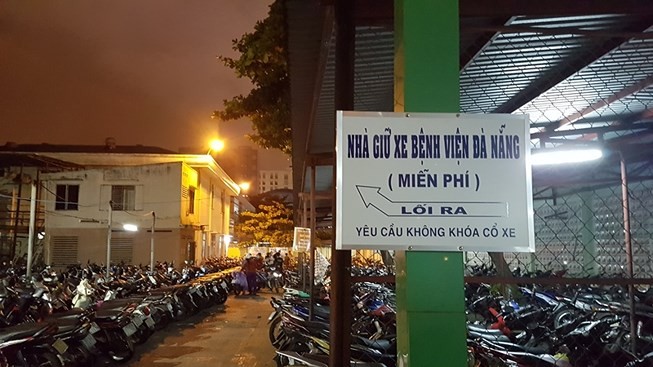 NHÀ GIỮ XE BỆNH VIỆN ĐÀ NẴNG
( MIỄN PHÍ )
LỐI RA
YÊU CẦU KHÔNG KHÓA CỔ XE